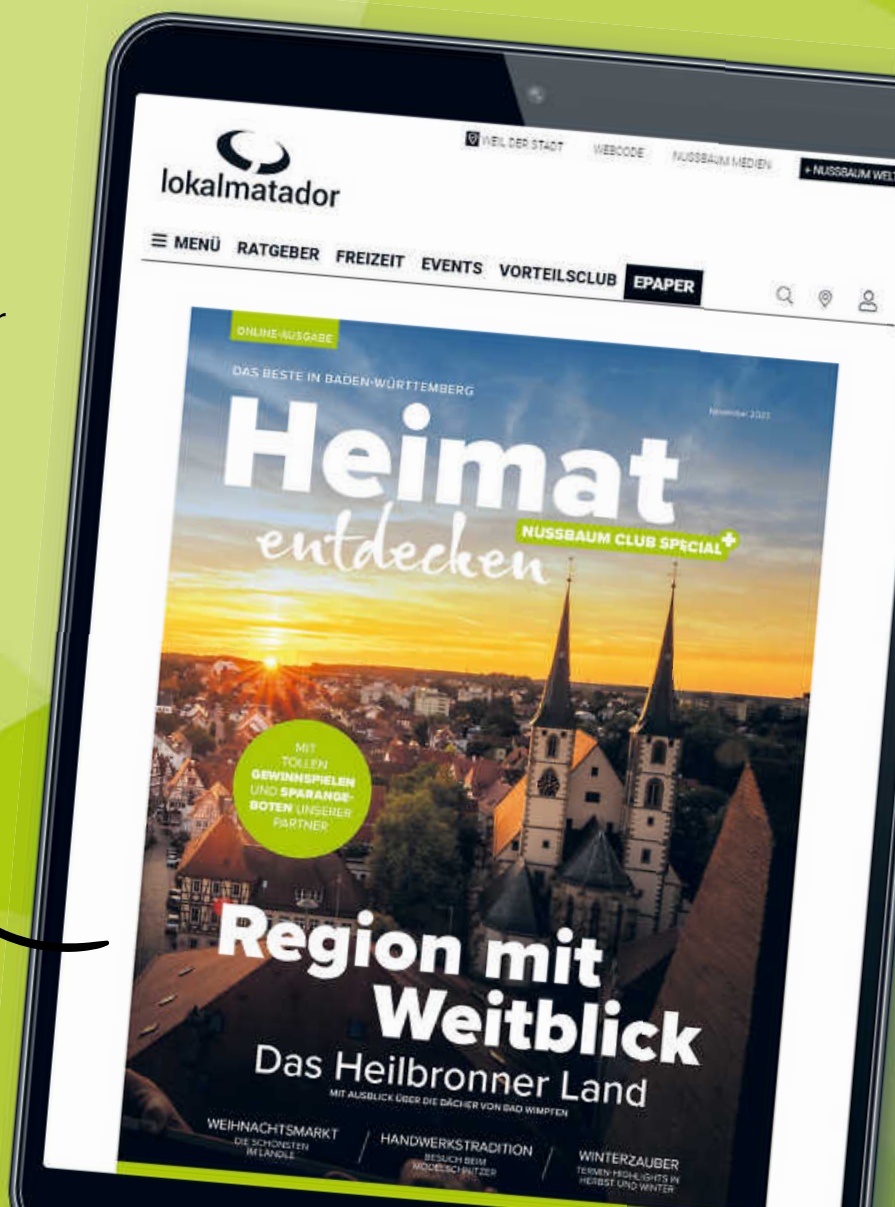 lokalmatador
WEIL DER STADT WEBCODE NUSSBAUM MEDIEN + NUSSBAUM WELT
MENÜ RATGEBER FREIZEIT EVENTS VORTEILSCLUB EPAPER
ONLINE-AUSGABE
DAS BESTE IN BADEN-WÜRTTEMBERG
Heimat
entdecken
NUSSBAUM CLUB SPECIAL+
MIT
TOLLEN
GEWINNSPIELEN
UND SPARANGE-
BOTEN UNSERER
PARTNER
Region mit
Weitblick
Das Heilbronner Land
MIT AUSBLICK ÜBER DIE DÄCHER VON BAD WIMPFEN
WEIHNACHTSMARKT
DIE SCHÖNSTEN
IM LÄNDLE
HANDWERKSTRADITION
BESUCH BEIM
MODELSCHNITZER
WINTERZAUBER
TERMIN-HIGHLIGHTS IN
HERBST UND WINTER